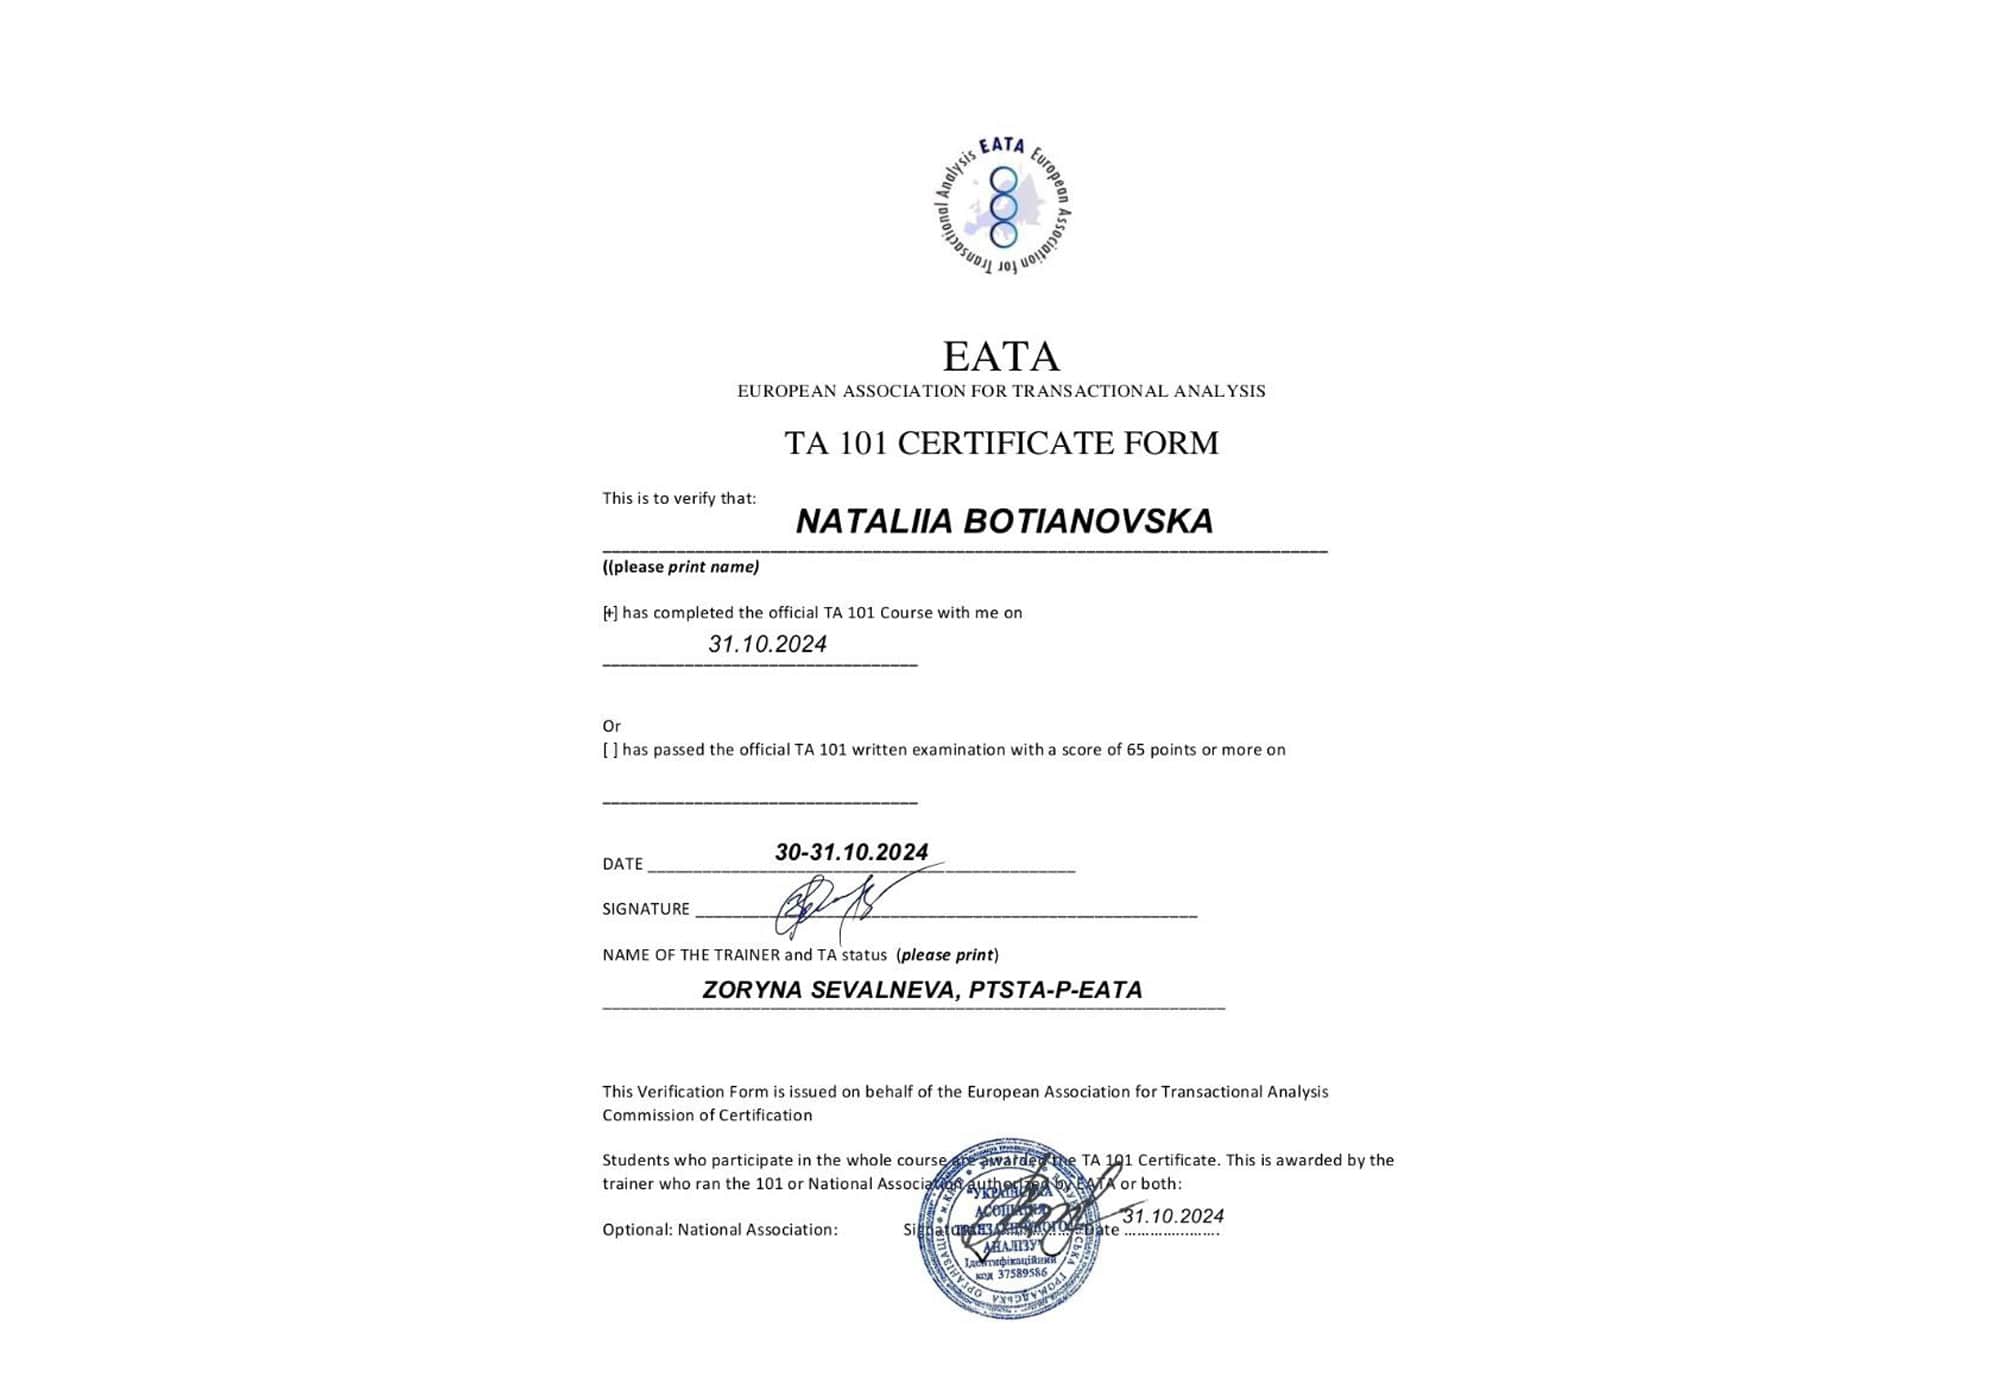 EATA European Association for Transactional Analysis
EATA
EUROPEAN ASSOCIATION FOR TRANSACTIONAL ANALYSIS
TA 101 CERTIFICATE FORM
This is to verify that:
NATALIIA BOTIANOVSKA
((please print name)
[+] has completed the official TA 101 Course with me on
31.10.2024
Or
[ ] has passed the official TA 101 written examination with a score of 65 points or more on
DATE 30-31.10.2024
SIGNATURE
NAME OF THE TRAINER and TA status (please print)
ZORYNA SEVALNEVA, PTSTA-P-EATA
This Verification Form is issued on behalf of the European Association for Transactional Analysis
Commission of Certification
Students who participate in the whole course are awarded the TA 101 Certificate. This is awarded by the
trainer who ran the 101 or National Association authorized by EATA or both:
Optional: National Association: Signature Date 31.10.2024
"УКРАЇНСЬКА
АСОЦІАЦІЯ
ТРАНЗАКЦІЙНОГО
АНАЛІЗУ"
Ідентифікаційний
код 37589586